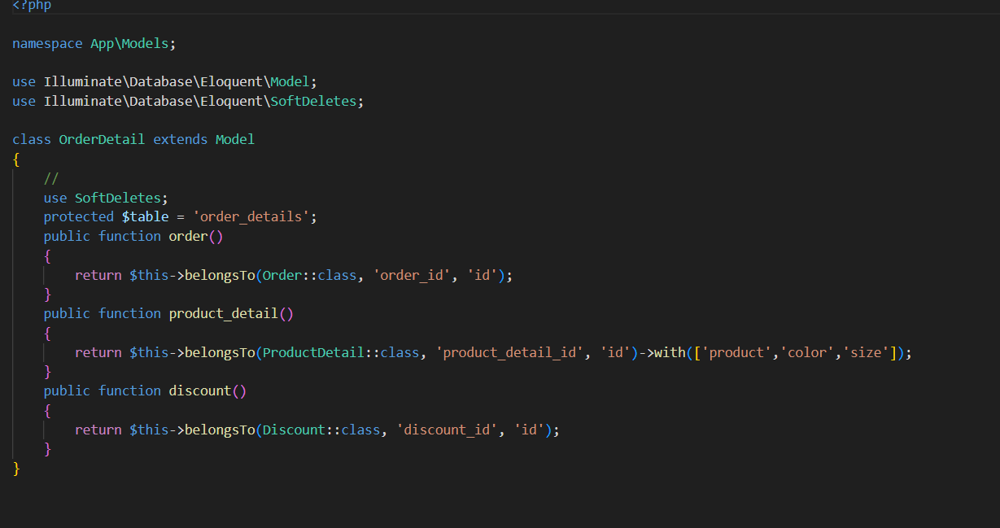 <?php
namespace App\Models;
use Illuminate\Database\Eloquent\Model;
use Illuminate\Database\Eloquent\SoftDeletes;
class OrderDetail extends Model
{
//
use SoftDeletes;
protected $table = 'order_details';
public function order()
{
return $this->belongsTo(Order::class, 'order_id', 'id');
}
public function product_detail()
{
return $this->belongsTo(ProductDetail::class, 'product_detail_id', 'id')->with(['product','color','size']);
}
public function discount()
{
return $this->belongsTo(Discount::class, 'discount_id', 'id');
}
}